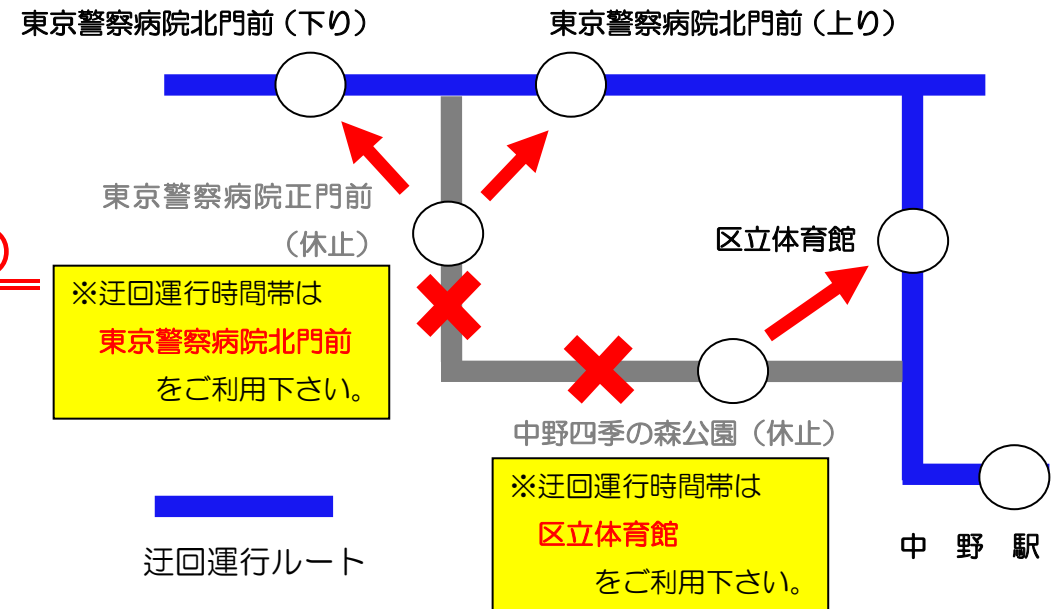 東京警察病院北門前（下り）
東京警察病院北門前（上り）
東京警察病院正門前
（休止）
区立体育館
※迂回運行時間帯は
東京警察病院北門前
をご利用下さい。
中野四季の森公園（休止）
※迂回運行時間帯は
区立体育館
をご利用下さい。
迂回運行ルート
中　野　駅